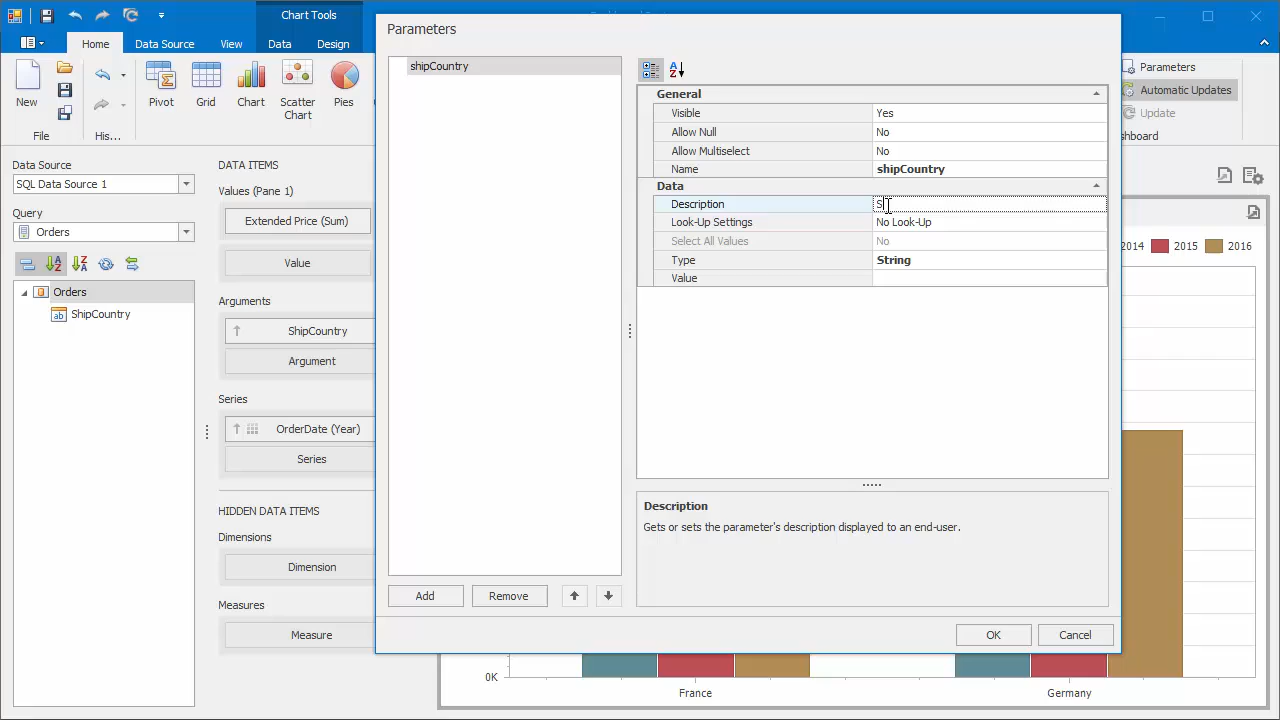 Chart Tools
Home
Data Source
View
Data
Design
New
Pivot
Grid
Chart
Scatter
Chart
Pies
File
His...
Parameters
Automatic Updates
Update
Data Source
SQL Data Source 1
Query
Orders
Orders
ab
ShipCountry
DATA ITEMS
Values (Pane 1)
Extended Price (Sum)
Value
Arguments
ShipCountry
Argument
Series
OrderDate (Year)
Series
HIDDEN DATA ITEMS
Dimensions
Dimension
Measures
Measure
Parameters
shipCountry
General
Visible Yes
Allow Null No
Allow Multiselect No
Name shipCountry
Data
Description S
Look-Up Settings No Look-Up
Select All Values No
Type String
Value
Description
Gets or sets the parameter's description displayed to an end-user.
Add
Remove
OK
Cancel
2014
2015
2016
0K
France
Germany